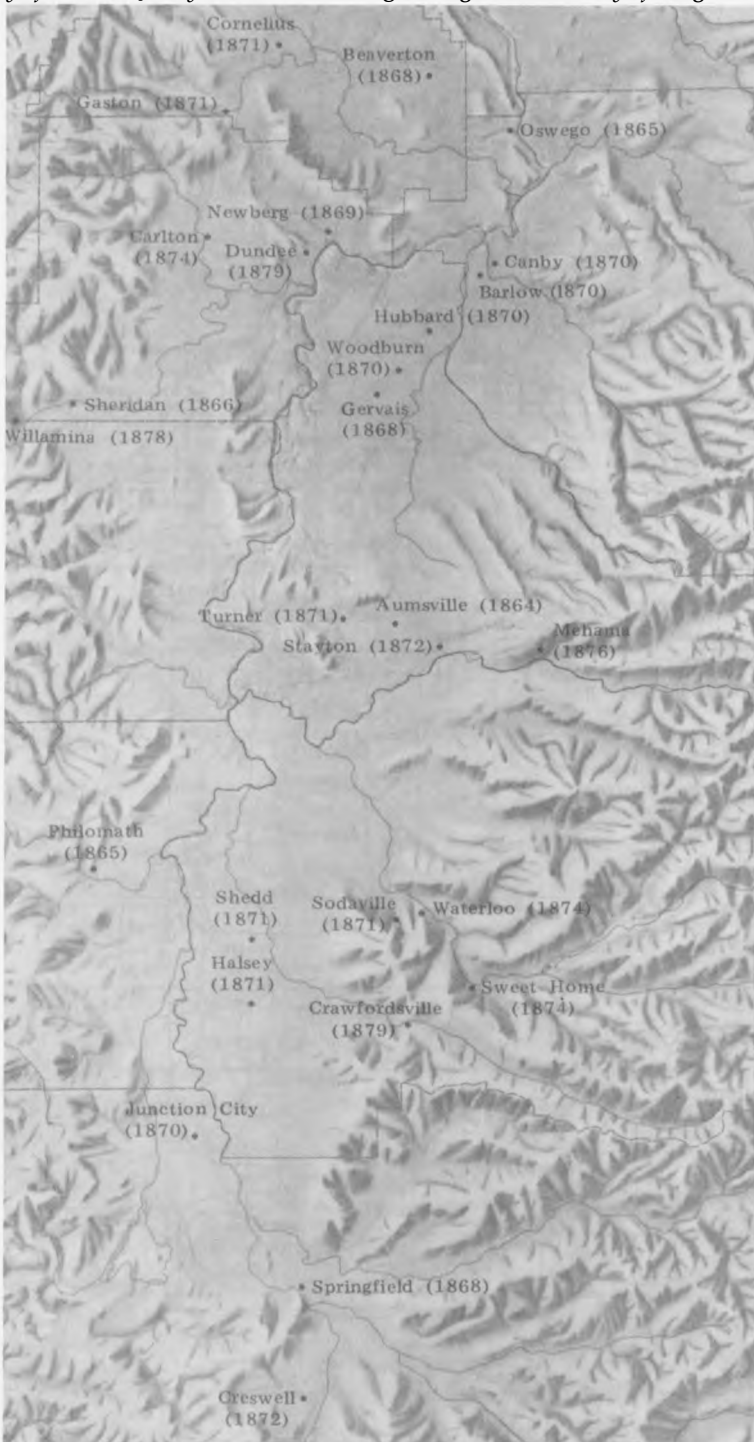 Cornelius
(1871)
Beaverton
(1868)
Gaston (1871)
Oswego (1865)
Newberg (1869)
Carlton
(1874)
Dundee
(1879)
Canby (1870)
Barlow (1870)
Hubbard (1870)
Woodburn
(1870)
Gervais
(1868)
Sheridan (1866)
Willamina (1878)
Turner (1871)
Aumsville (1864)
Stayton (1872)
Mehama
(1876)
Philomath
(1865)
Shedd
(1871)
Sodaville
(1871)
Waterloo (1874)
Halsey
(1871)
Sweet Home
(1874)
Crawfordsville
(1879)
Junction City
(1870)
Springfield (1868)
Creswell
(1872)